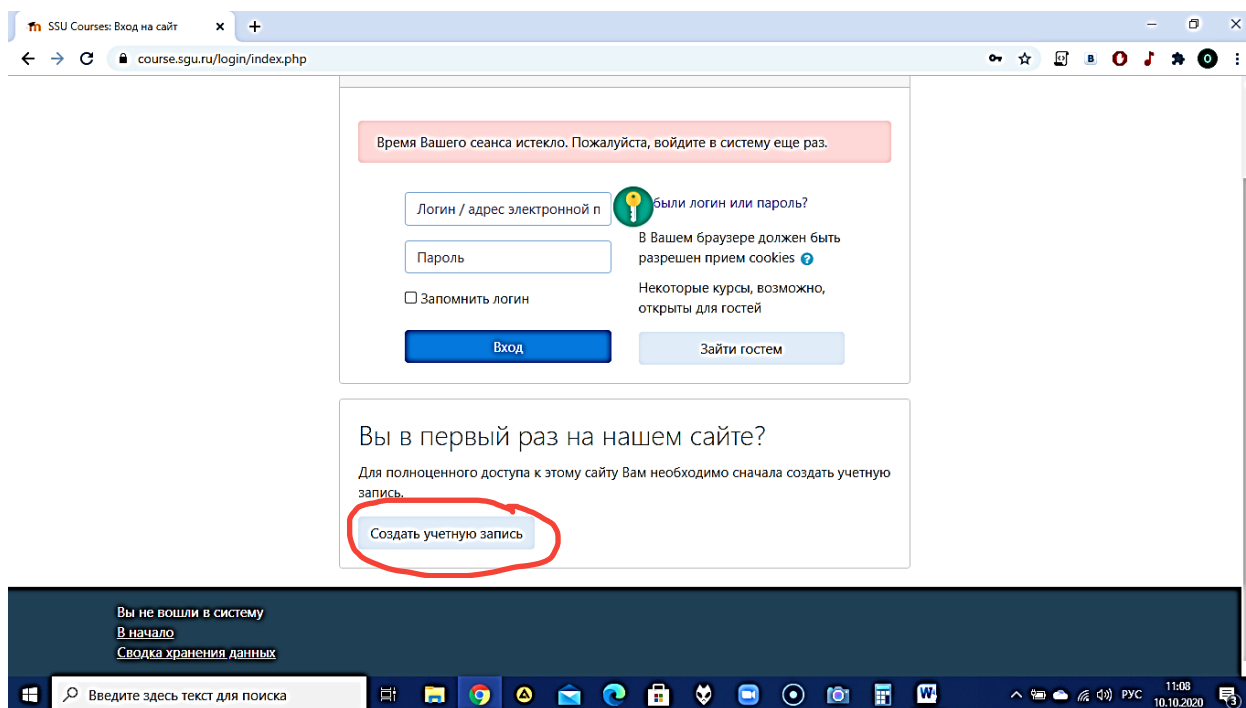 SSU Courses: Вход на сайт
course.sgu.ru/login/index.php
Время Вашего сеанса истекло. Пожалуйста, войдите в систему еще раз.
Логин / адрес электронной п
были логин или пароль?
Пароль
В Вашем браузере должен быть
разрешен прием cookies
Запомнить логин
Некоторые курсы, возможно,
открыты для гостей
Вход
Зайти гостем
Вы в первый раз на нашем сайте?
Для полноценного доступа к этому сайту Вам необходимо сначала создать учетную
запись.
Создать учетную запись
Вы не вошли в систему
В начало
Сводка хранения данных
Введите здесь текст для поиска
РУС
11:08
10.10.2020
3